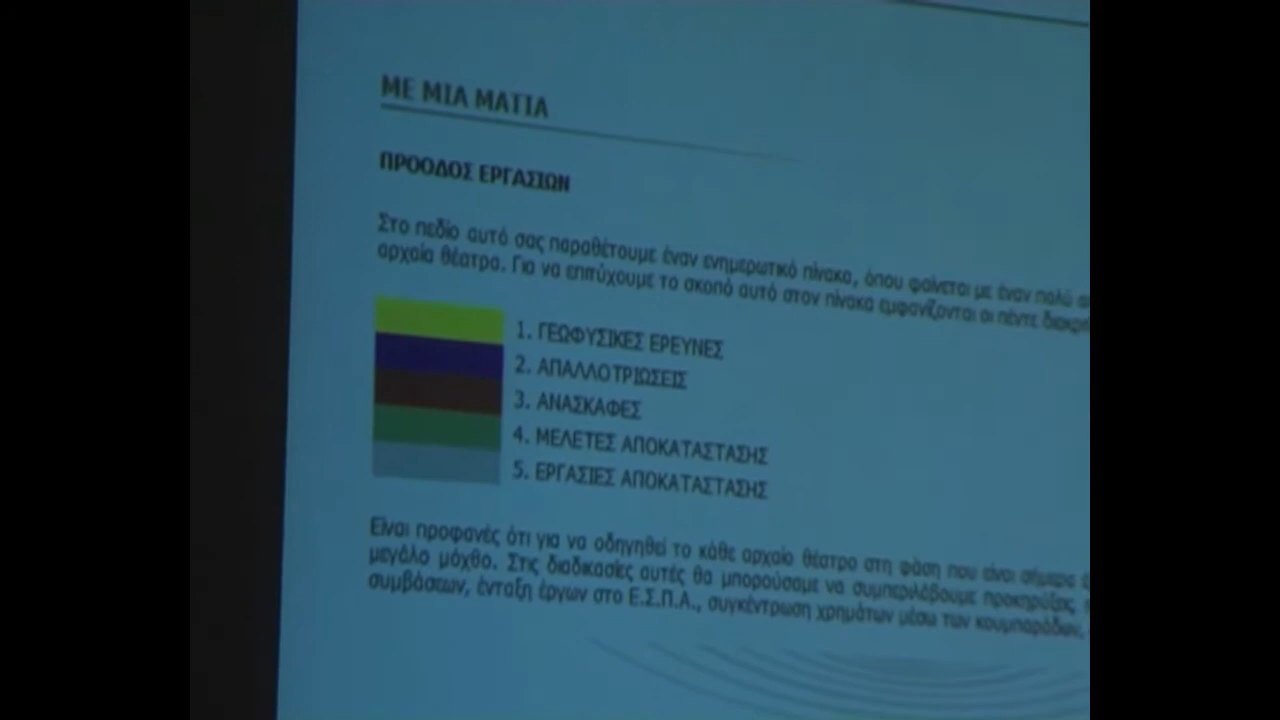 ΜΕ ΜΙΑ ΜΑΤΙΑ
ΠΡΟΟΔΟΣ ΕΡΓΑΣΙΩΝ
Στο πεδίο αυτό σας παραθέτουμε έναν ενημερωτικό πίνακα, όπου φαίνεται με έναν πολύ
αρχαία θέατρα. Για να επιτύχουμε το σκοπό αυτό στον πίνακα εμφανίζονται οι πέντε
1. ΓΕΩΦΥΣΙΚΕΣ ΕΡΕΥΝΕΣ
2. ΑΠΑΛΛΟΤΡΙΩΣΕΙΣ
3. ΑΝΑΣΚΑΦΕΣ
4. ΜΕΛΕΤΕΣ ΑΠΟΚΑΤΑΣΤΑΣΗΣ
5. ΕΡΓΑΣΙΕΣ ΑΠΟΚΑΤΑΣΤΑΣΗΣ
Είναι προφανές ότι για να οδηγηθεί το κάθε αρχαίο θέατρο στη φάση που είναι σήμερα
μεγάλο μόχθο. Στις διαδικασίες αυτές θα μπορούσαμε να συμπεριλάβουμε προκηρύξεις,
συμβάσεων, ένταξη έργων στο Ε.Σ.Π.Α., συγκέντρωση χρημάτων μέσω των κουμπαράδων,